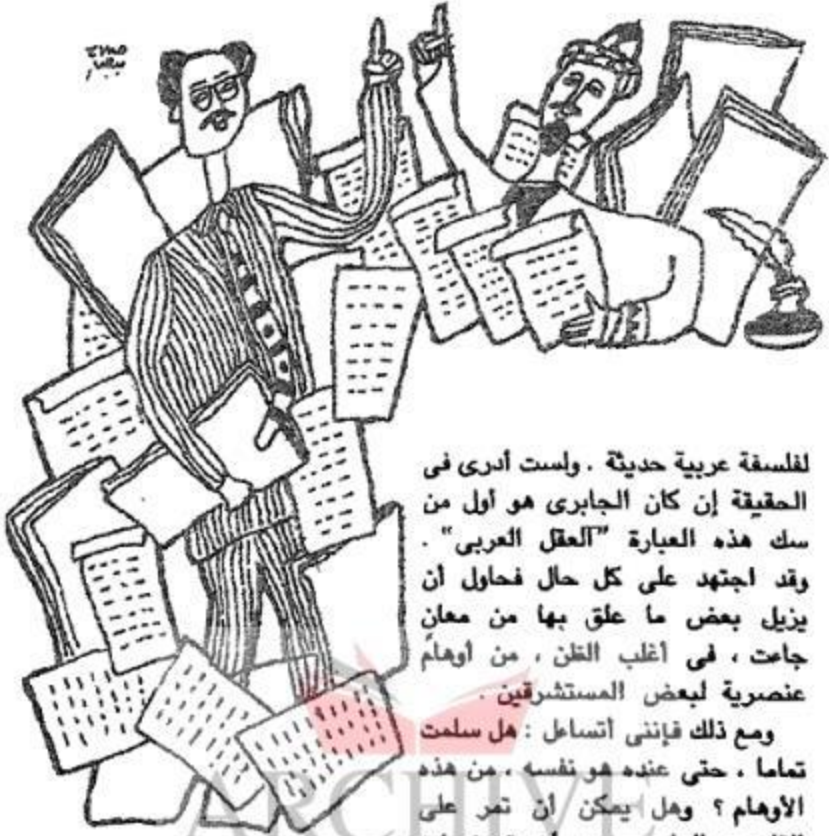 لفلسفة عربية حديثة . ولست أدرى فى
الحقيقة إن كان الجابرى هو أول من
سك هذه العبارة "العقل العربى" .
وقد اجتهد على كل حال فحاول أن
يزيل بعض ما علق بها من معانٍ
جاءت ، فى أغلب الظن ، من أوهام
عنصرية لبعض المستشرقين .
ومع ذلك فإننى أتساءل : هل سلمت
تماما ، حتى عنده هو نفسه ، من هذه
الأوهام ؟ وهل يمكن أن تمر على
ARCHIVE